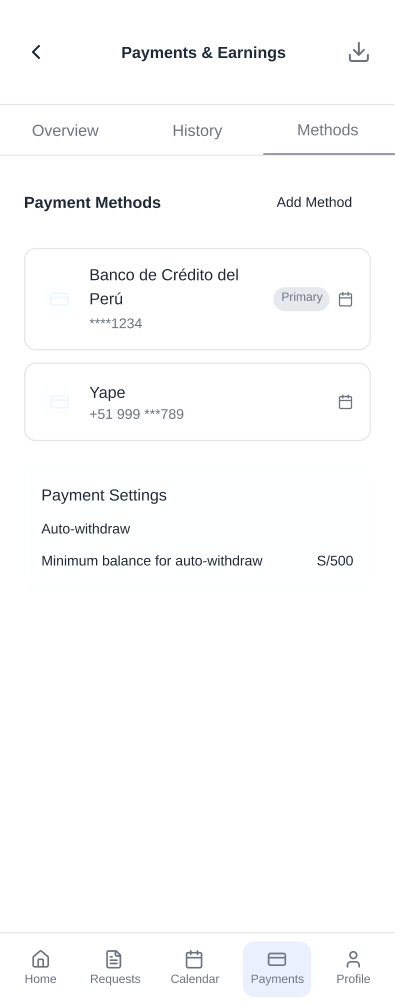 Payments & Earnings
Overview
History
Methods
Payment Methods
Add Method
Banco de Crédito del
Perú
****1234
Primary
Yape
+51 999 ***789
Payment Settings
Auto-withdraw
Minimum balance for auto-withdraw
S/500
Home
Requests
Calendar
Payments
Profile